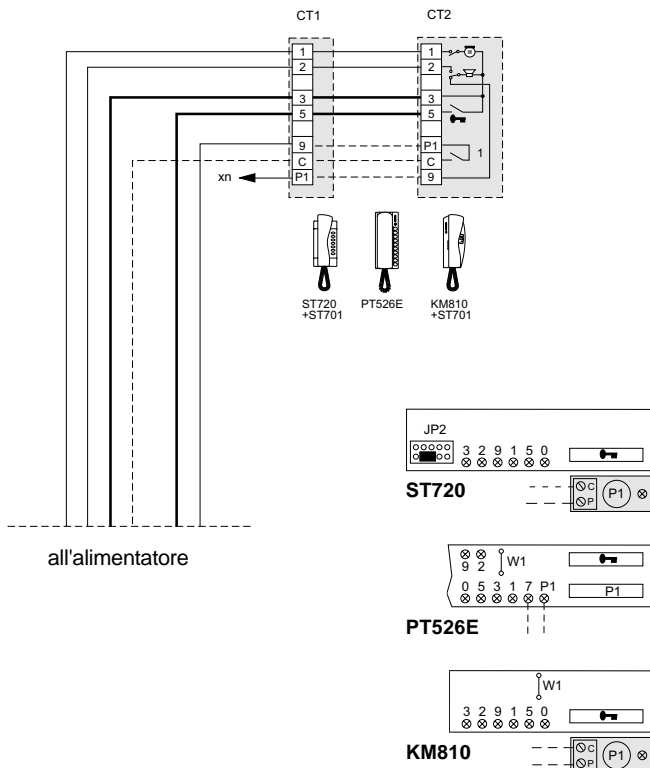 CT1 CT2
1 1
2 2
3 3
5 5
9 P1
C C 1
xn P1 9
ST720 PT526E KM810
+ST701 +ST701
JP2
3 2 9 1 5 0
ST720
C
P P1
all'alimentatore
9 2 W1
0 5 3 1 7 P1 P1
PT526E
W1
3 2 9 1 5 0
KM810
C
P P1